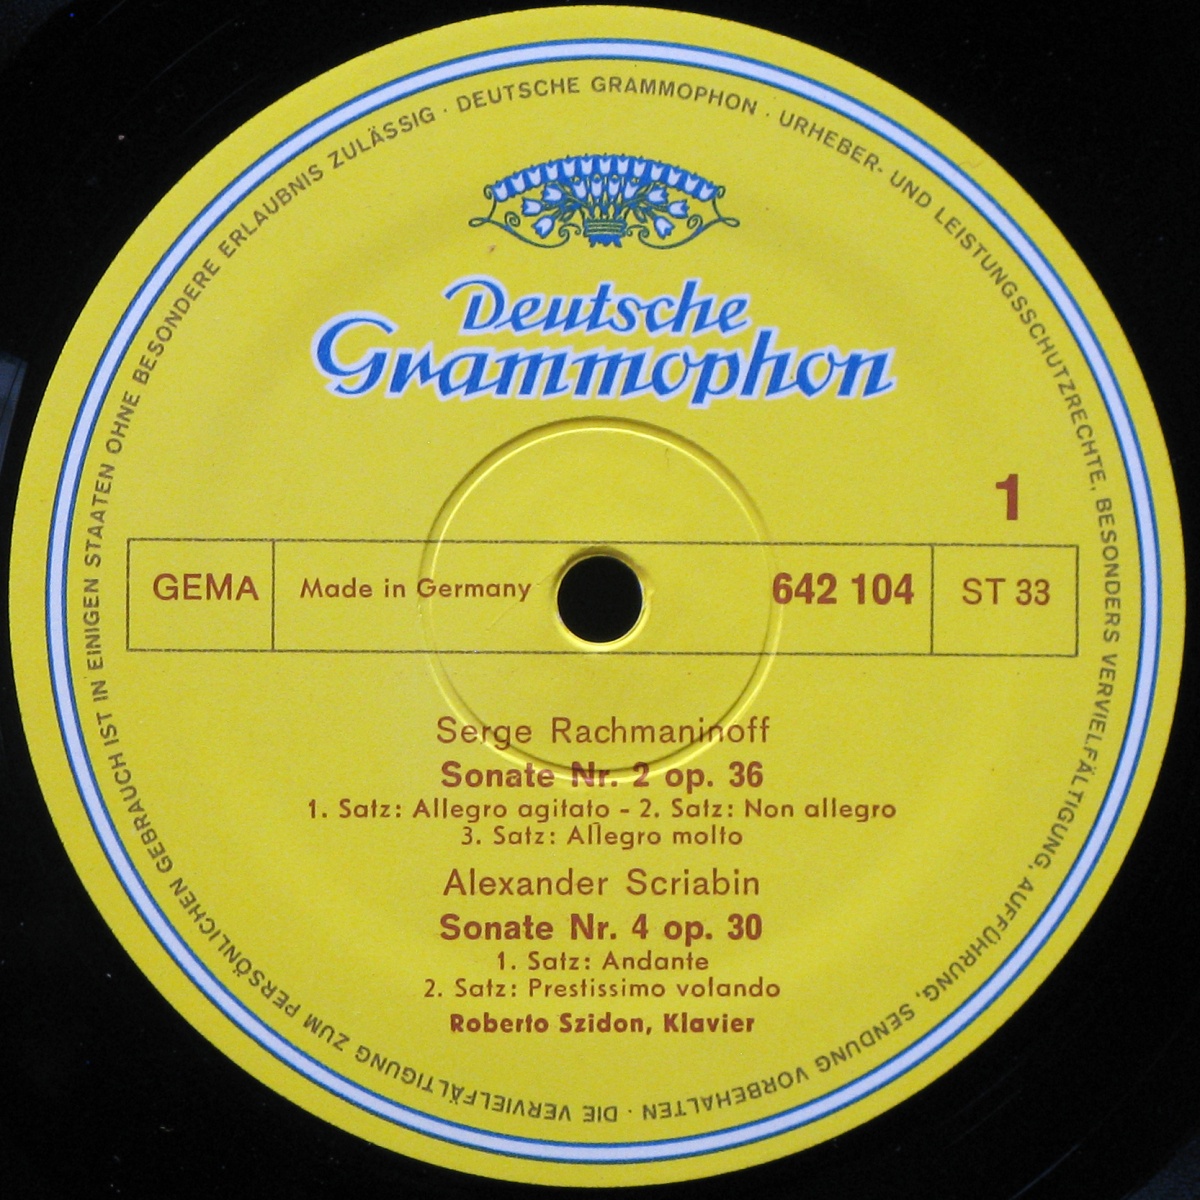 DEUTSCHE GRAMMOPHON · URHEBER- UND LEISTUNGSSCHUTZRECHTE, BESONDERS VERVIELFÄLTIGUNG, AUFFÜHRUNG, SENDUNG VORBEHALTEN · DIE VERVIELFÄLTIGUNG ZUM PERSÖNLICHEN GEBRAUCH IST IN EINIGEN STAATEN OHNE BESONDERE ERLAUBNIS ZULÄSSIG ·
Deutsche
Grammophon
1
GEMA Made in Germany 642 104 ST 33
Serge Rachmaninoff
Sonate Nr. 2 op. 36
1. Satz: Allegro agitato - 2. Satz: Non allegro
3. Satz: Allegro molto
Alexander Scriabin
Sonate Nr. 4 op. 30
1. Satz: Andante
2. Satz: Prestissimo volando
Roberto Szidon, Klavier